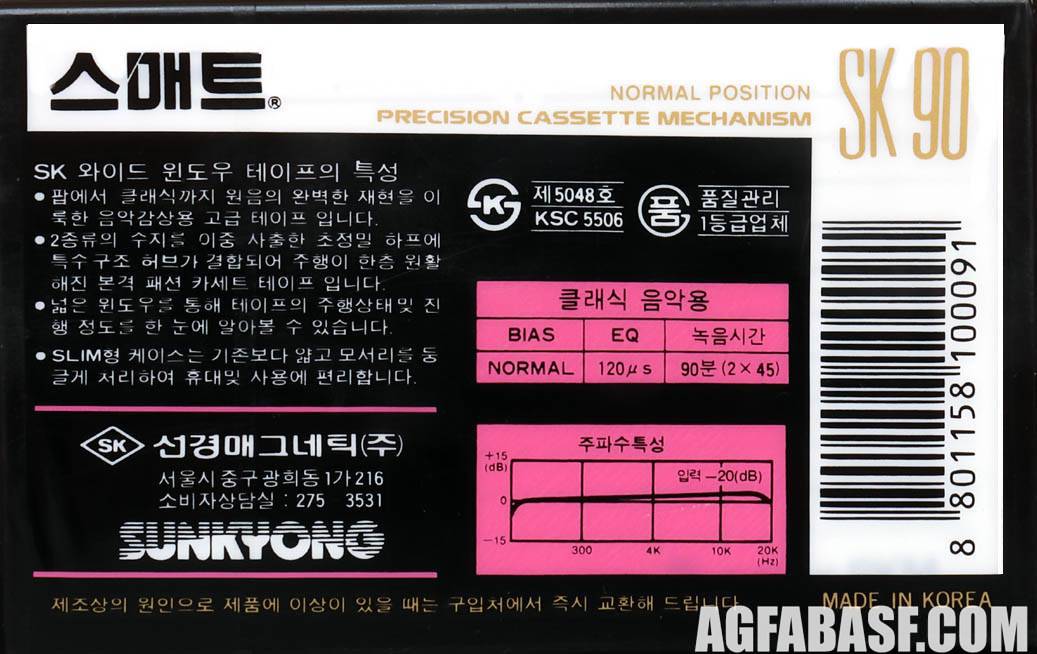 스매트®
NORMAL POSITION
PRECISION CASSETTE MECHANISM
SK 90
SK 와이드 윈도우 테이프의 특성
● 팝에서 클래식까지 원음의 완벽한 재현을 이
룩한 음악감상용 고급 테이프 입니다.
● 2종류의 수지를 이중 사출한 초정밀 하프에
특수구조 허브가 결합되어 주행이 한층 원활
해진 본격 패션 카세트 테이프 입니다.
● 넓은 윈도우를 통해 테이프의 주행상태및 진
행 정도를 한 눈에 알아볼 수 있습니다.
● SLIM형 케이스는 기존보다 얇고 모서리를 둥
글게 처리하여 휴대및 사용에 편리합니다.
SK 선경매그네틱(주)
서울시중구광희동1가216
소비자상담실 : 275 3531
SUNKYONG
K 제5048호
KSC 5506
품 품질관리
1등급업체
클래식 음악용
BIAS EQ 녹음시간
NORMAL 120μs 90분(2×45)
주파수특성
+15
(dB)
입력 -20(dB)
0
-15
300 4K 10K 20K
(Hz)
8 801158 100091
제조상의 원인으로 제품에 이상이 있을 때는 구입처에서 즉시 교환해 드립니다.
MADE IN KOREA
AGFABASF.COM